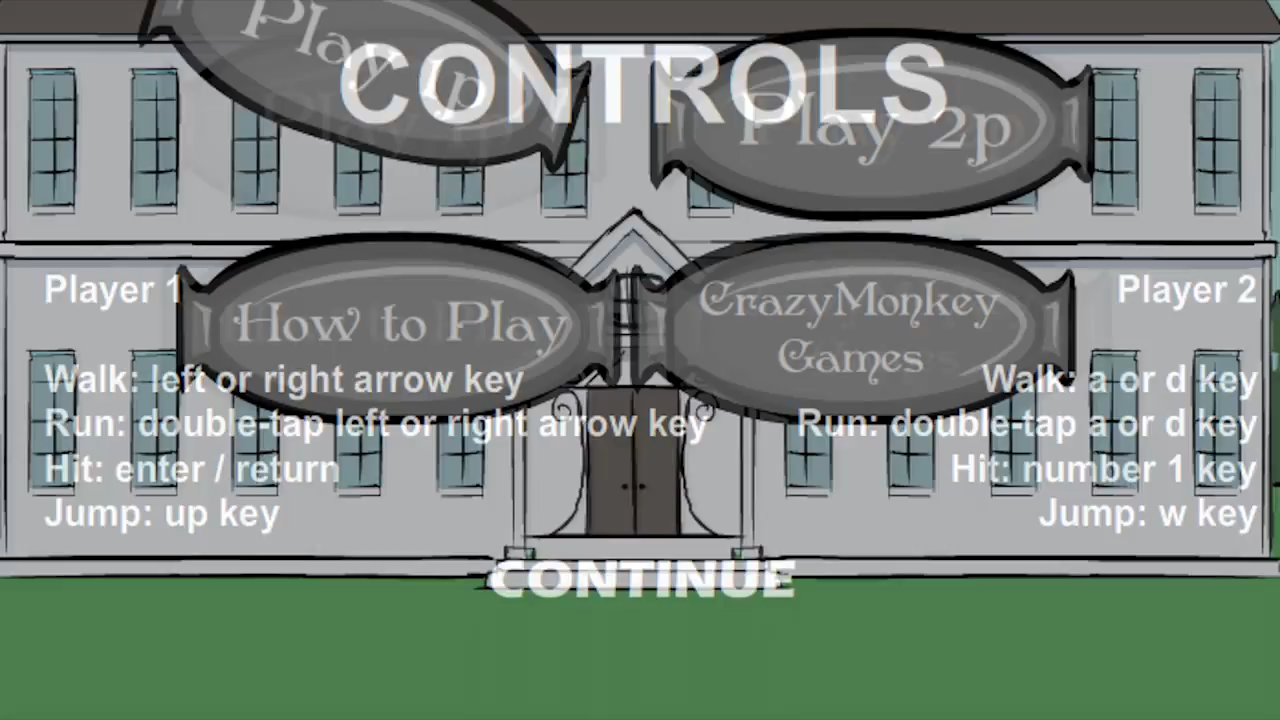 Play 1p
CONTROLS
Play 2p
Player 1
Player 2
How to Play
CrazyMonkey
Games
Walk: left or right arrow key
Walk: a or d key
Run: double-tap left or right arrow key
Run: double-tap a or d key
Hit: enter / return
Hit: number 1 key
Jump: up key
Jump: w key
CONTINUE